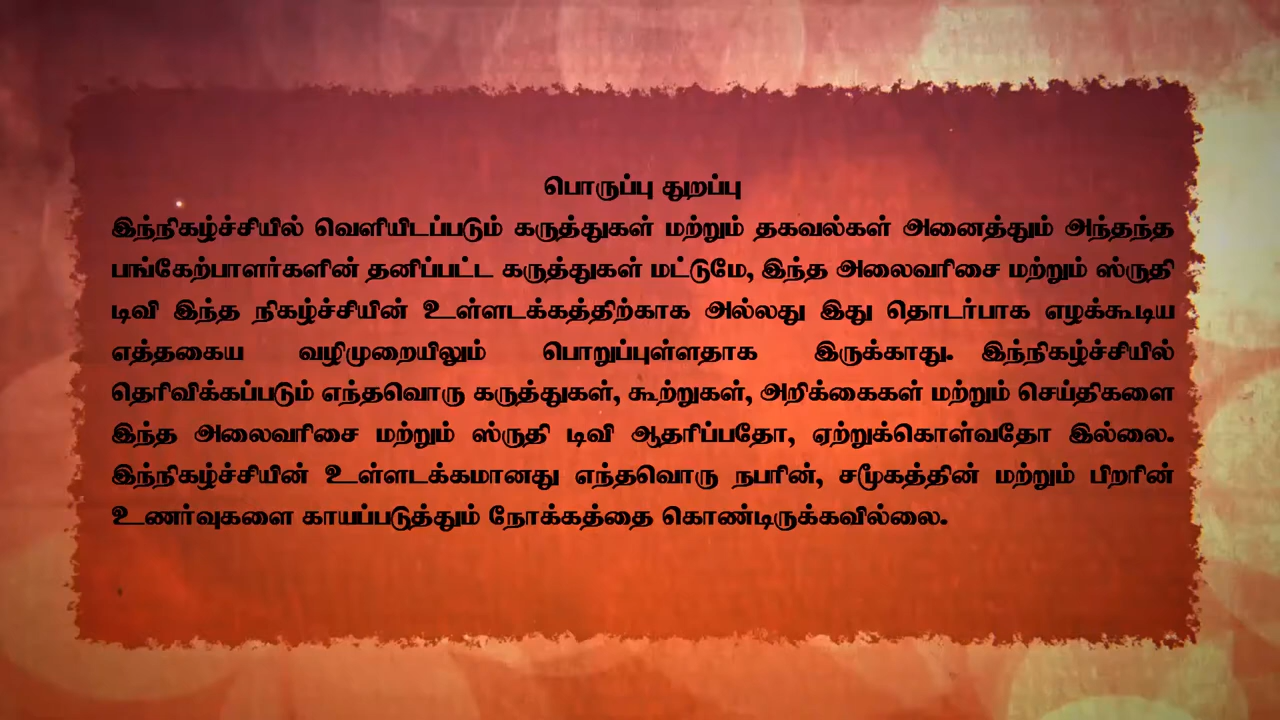 பொருப்பு துறப்பு
இந்நிகழ்ச்சியில் வெளியிடப்படும் கருத்துகள் மற்றும் தகவல்கள் அனைத்தும் அந்தந்த
பங்கேற்பாளர்களின் தனிப்பட்ட கருத்துகள் மட்டுமே, இந்த அலைவரிசை மற்றும் ஸ்ருதி
டிவி இந்த நிகழ்ச்சியின் உள்ளடக்கத்திற்காக அல்லது இது தொடர்பாக எழக்கூடிய
எத்தகைய வழிமுறையிலும் பொறுப்புள்ளதாக இருக்காது. இந்நிகழ்ச்சியில்
தெரிவிக்கப்படும் எந்தவொரு கருத்துகள், கூற்றுகள், அறிக்கைகள் மற்றும் செய்திகளை
இந்த அலைவரிசை மற்றும் ஸ்ருதி டிவி ஆதரிப்பதோ, ஏற்றுக்கொள்வதோ இல்லை.
இந்நிகழ்ச்சியின் உள்ளடக்கமானது எந்தவொரு நபரின், சமூகத்தின் மற்றும் பிறரின்
உணர்வுகளை காயப்படுத்தும் நோக்கத்தை கொண்டிருக்கவில்லை.